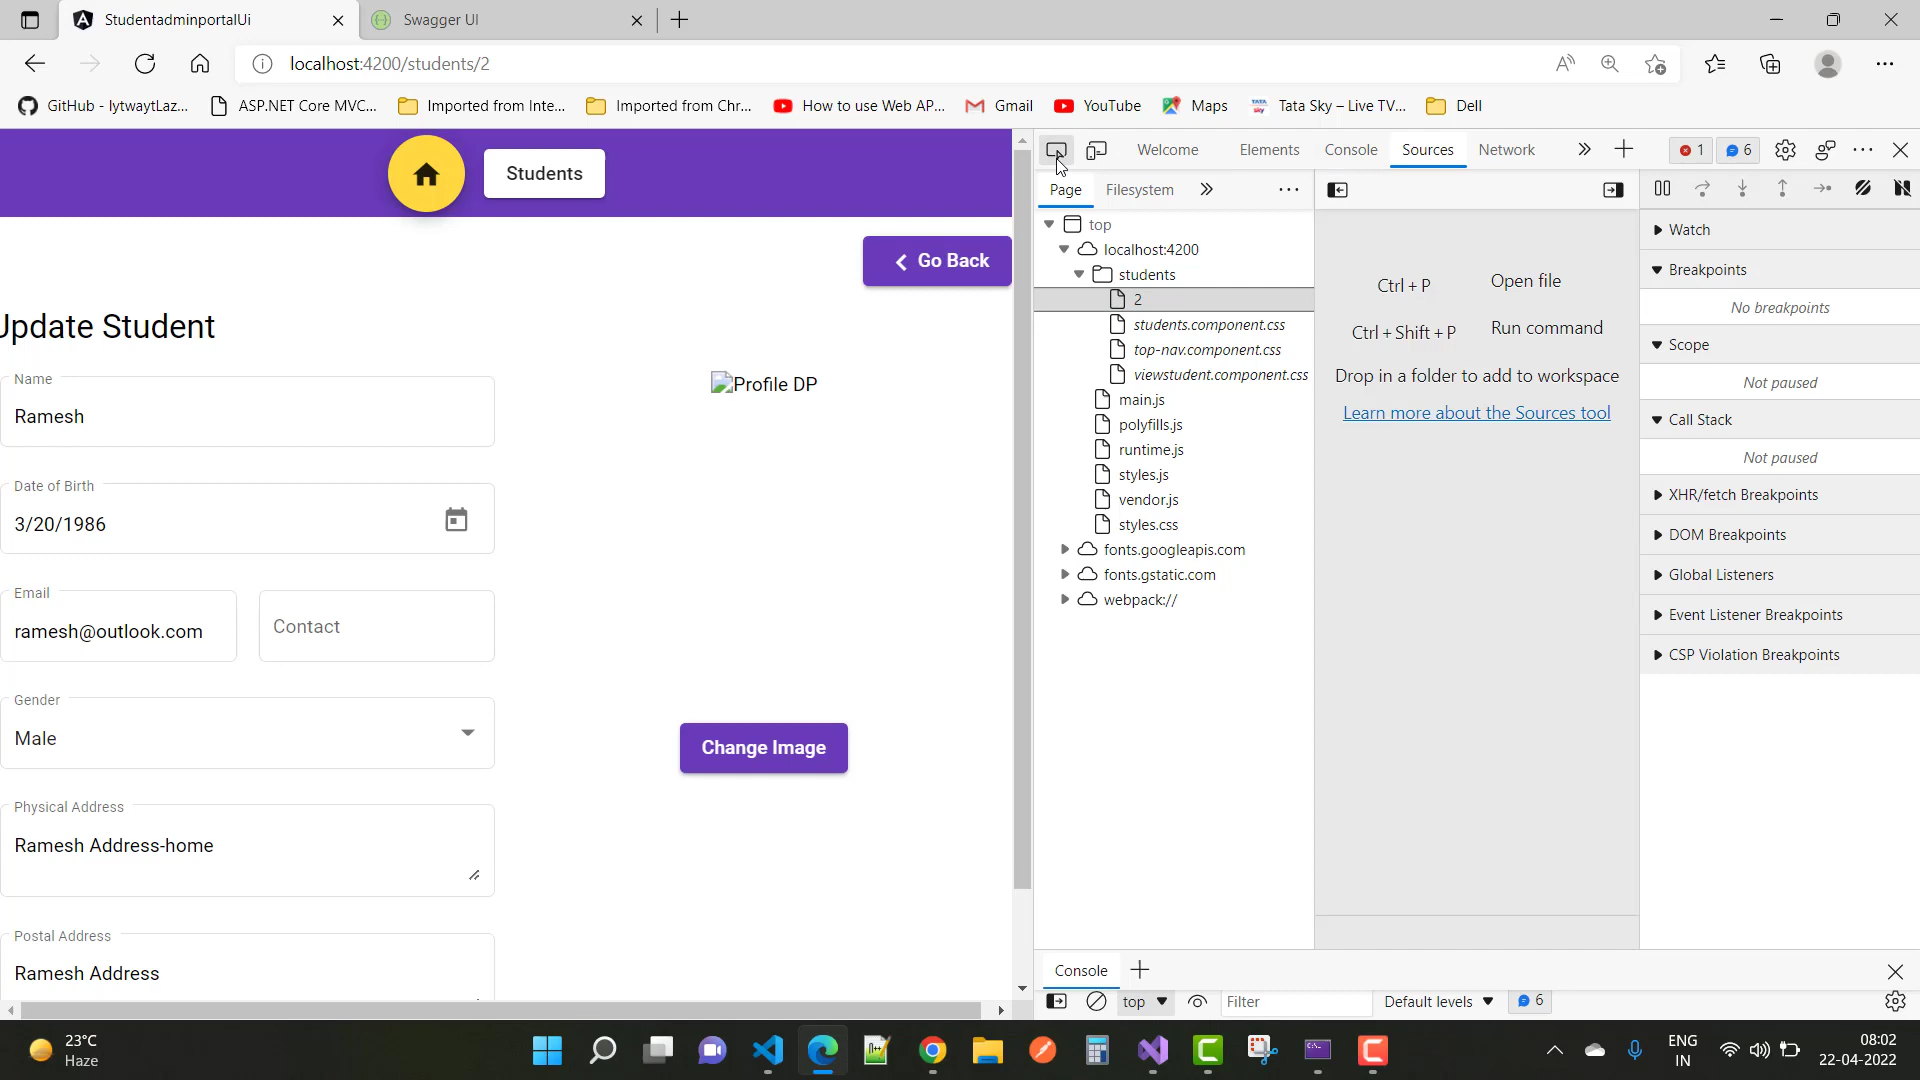 StudentadminportalUi
Swagger UI
localhost:4200/students/2
GitHub - lytwaytLaz...
ASP.NET Core MVC...
Imported from Inte...
Imported from Chr...
How to use Web AP...
Gmail
YouTube
Maps
Tata Sky – Live TV...
Dell
Students
Go Back
Update Student
Name
Ramesh
Date of Birth
3/20/1986
Email
ramesh@outlook.com
Contact
Gender
Male
Physical Address
Ramesh Address-home
Postal Address
Ramesh Address
Profile DP
Change Image
Welcome
Elements
Console
Sources
Network
1
6
Page
Filesystem
top
localhost:4200
students
2
students.component.css
top-nav.component.css
viewstudent.component.css
main.js
polyfills.js
runtime.js
styles.js
vendor.js
styles.css
fonts.googleapis.com
fonts.gstatic.com
webpack://
Ctrl + P Open file
Ctrl + Shift + P Run command
Drop in a folder to add to workspace
Learn more about the Sources tool
Watch
Breakpoints
No breakpoints
Scope
Not paused
Call Stack
Not paused
XHR/fetch Breakpoints
DOM Breakpoints
Global Listeners
Event Listener Breakpoints
CSP Violation Breakpoints
Console
top
Filter
Default levels
6
23°C
Haze
ENG
IN
08:02
22-04-2022